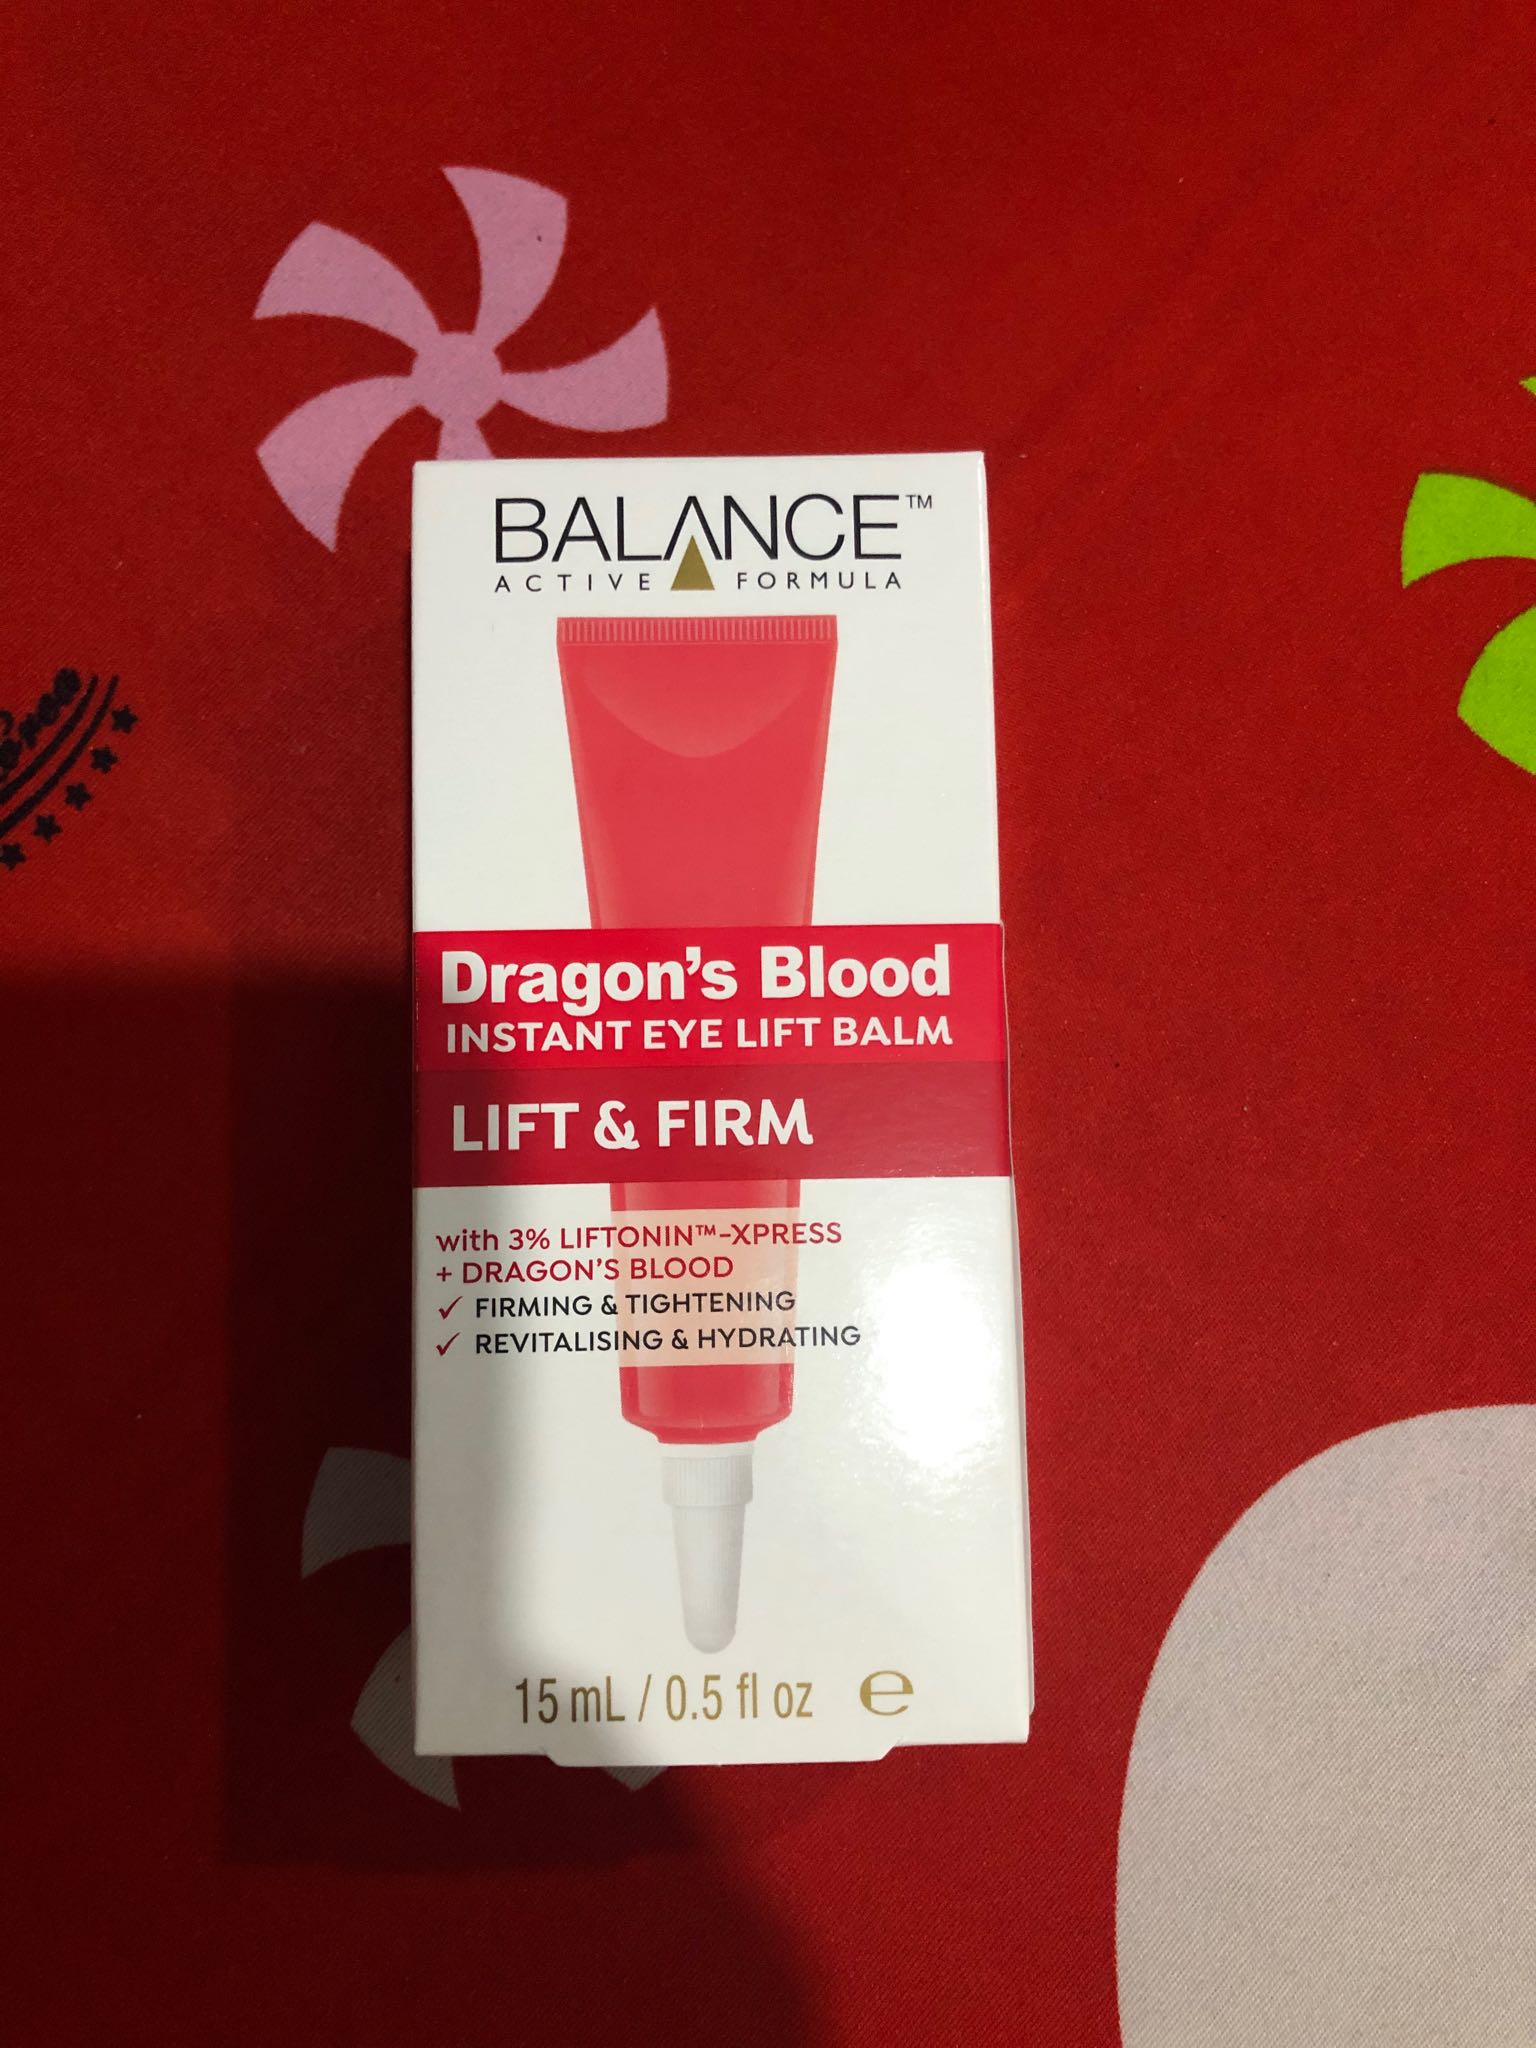 BALANCE™
ACTIVE FORMULA
Dragon's Blood
INSTANT EYE LIFT BALM
LIFT & FIRM
with 3% LIFTONIN™-XPRESS
+ DRAGON'S BLOOD
✓ FIRMING & TIGHTENING
✓ REVITALISING & HYDRATING
15 mL / 0.5 fl oz ℮